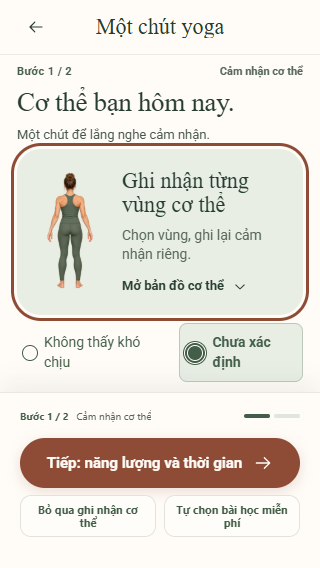 Một chút yoga
Bước 1 / 2
Cảm nhận cơ thể
Cơ thể bạn hôm nay.
Một chút để lắng nghe cảm nhận.
Ghi nhận từng
vùng cơ thể
Chọn vùng, ghi lại cảm
nhận riêng.
Mở bản đồ cơ thể
Không thấy khó
chịu
Chưa xác
định
Bước 1 / 2 Cảm nhận cơ thể
Tiếp: năng lượng và thời gian
Bỏ qua ghi nhận cơ
thể
Tự chọn bài học miễn
phí